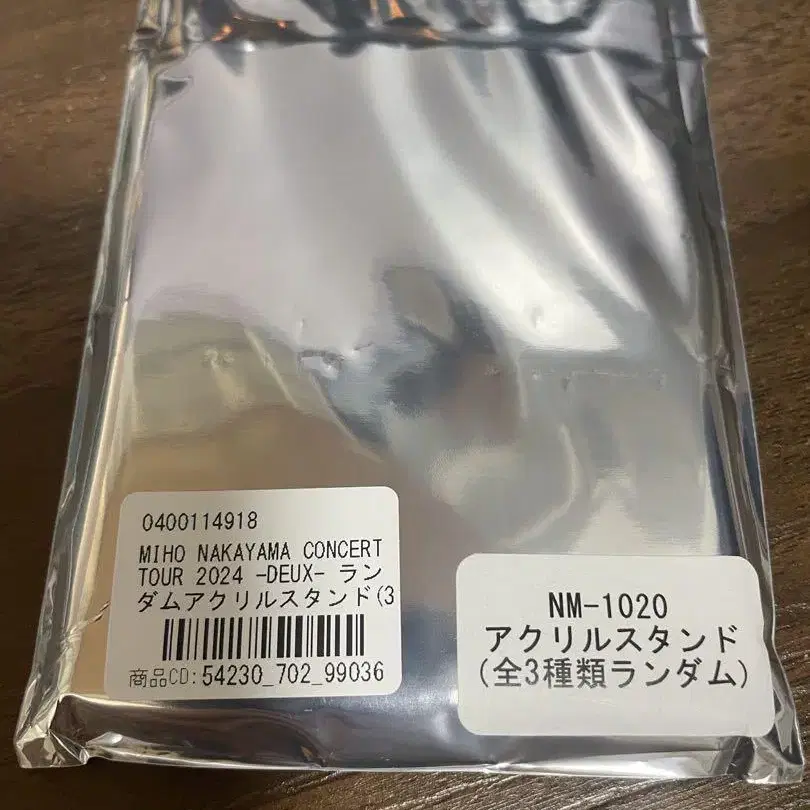 0400114918
MIHO NAKAYAMA CONCERT
TOUR 2024 -DEUX- ラン
ダムアクリルスタンド(3
商品CD:54230_702_99036
NM-1020
アクリルスタンド
(全3種類ランダム)